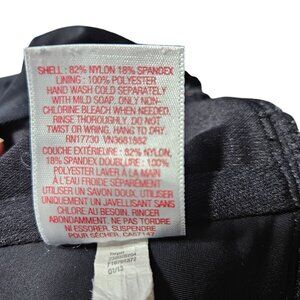 SHELL : 82% NYLON 18% SPANDEX
LINING : 100% POLYESTER
HAND WASH COLD SEPARATELY
WITH MILD SOAP. ONLY NON-
CHLORINE BLEACH WHEN NEEDED.
RINSE THOROUGHLY. DO NOT
TWIST OR WRING. HANG TO DRY.
RN17730
COUCHE EXTÉRIEURE : 82% NYLON,
18% SPANDEX DOUBLURE : 100%
POLYESTER LAVER À LA MAIN
À L'EAU FROIDE SÉPARÉMENT
UTILISER UN SAVON DOUX. UTILISER
UNIQUEMENT UN JAVELLISANT SANS
CHLORE AU BESOIN. RINCER
ABONDAMMENT. NE PAS TORDRE
NI ESSORER. SUSPENDRE
POUR SÉCHER. CA57147